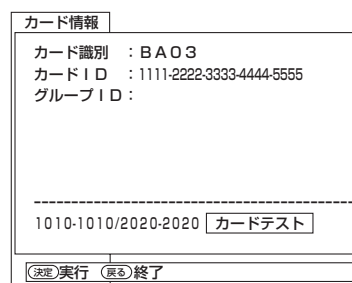 カード情報
カード識別 ：ＢＡ０３
カードＩＤ ：1111-2222-3333-4444-5555
グループＩＤ：
1010-1010/2020-2020 カードテスト
決定 実行 戻る 終了